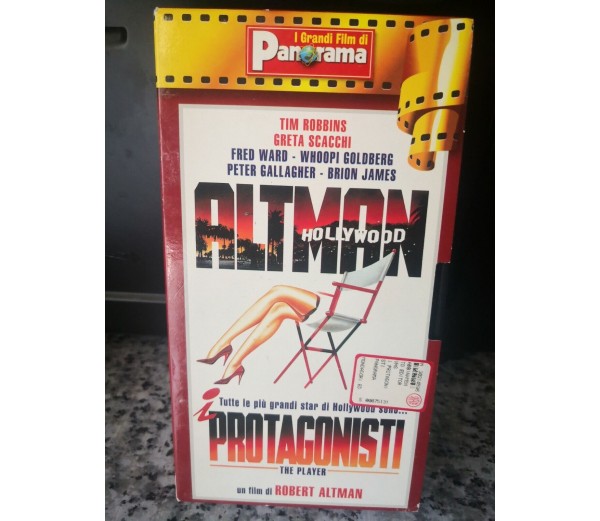 I Grandi Film di
Panorama
TIM ROBBINS
GRETA SCACCHI
FRED WARD - WHOOPI GOLDBERG
PETER GALLAGHER - BRION JAMES
ALTMAN
HOLLYWOOD
Tutte le più grandi star di Hollywood sono...
i PROTAGONISTI
THE PLAYER
un film di ROBERT ALTMAN